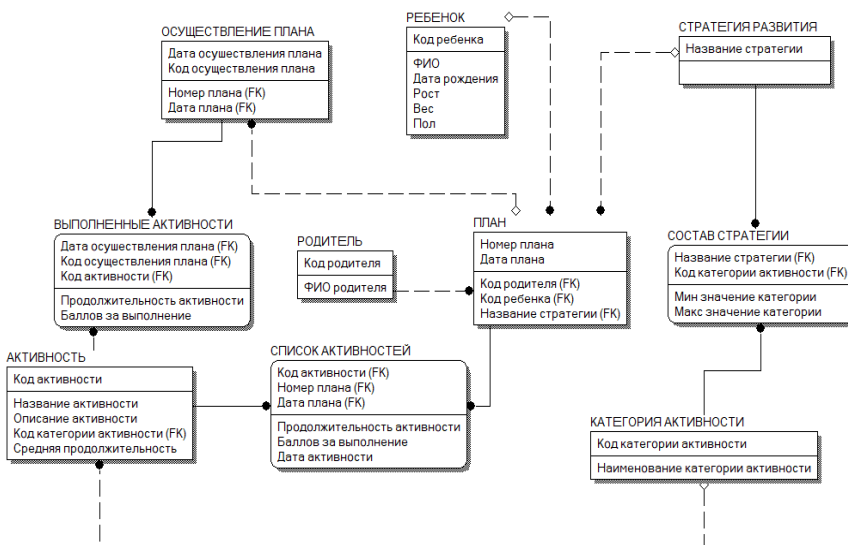 ОСУЩЕСТВЛЕНИЕ ПЛАНА
Дата осушествления плана
Код осуществления плана
Номер плана (FK)
Дата плана (FK)
РЕБЕНОК
Код ребенка
ФИО
Дата рождения
Рост
Вес
Пол
СТРАТЕГИЯ РАЗВИТИЯ
Название стратегии
ВЫПОЛНЕННЫЕ АКТИВНОСТИ
Дата осушествления плана (FK)
Код осуществления плана (FK)
Код активности (FK)
Продолжительность активности
Баллов за выполнение
РОДИТЕЛЬ
Код родителя
ФИО родителя
ПЛАН
Номер плана
Дата плана
Код родителя (FK)
Код ребенка (FK)
Название стратегии (FK)
СОСТАВ СТРАТЕГИИ
Название стратегии (FK)
Код категории активности (FK)
Мин значение категории
Макс значение категории
АКТИВНОСТЬ
Код активности
Название активности
Описание активности
Код категории активности (FK)
Средняя продолжительность
СПИСОК АКТИВНОСТЕЙ
Код активности (FK)
Номер плана (FK)
Дата плана (FK)
Продолжительность активности
Баллов за выполнение
Дата активности
КАТЕГОРИЯ АКТИВНОСТИ
Код категории активности
Наименование категории активности